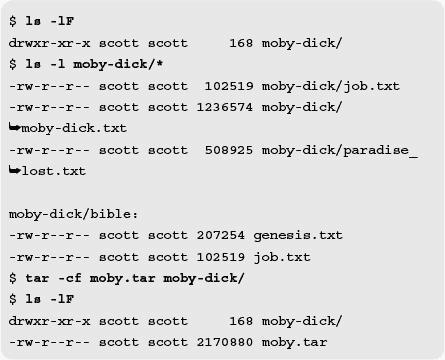 $ ls -lF
drwxr-xr-x scott scott     168 moby-dick/
$ ls -l moby-dick/*
-rw-r--r-- scott scott  102519 moby-dick/job.txt
-rw-r--r-- scott scott 1236574 moby-dick/
➥moby-dick.txt
-rw-r--r-- scott scott  508925 moby-dick/paradise_
➥lost.txt

moby-dick/bible:
-rw-r--r-- scott scott 207254 genesis.txt
-rw-r--r-- scott scott 102519 job.txt
$ tar -cf moby.tar moby-dick/
$ ls -lF
drwxr-xr-x scott scott     168 moby-dick/
-rw-r--r-- scott scott 2170880 moby.tar